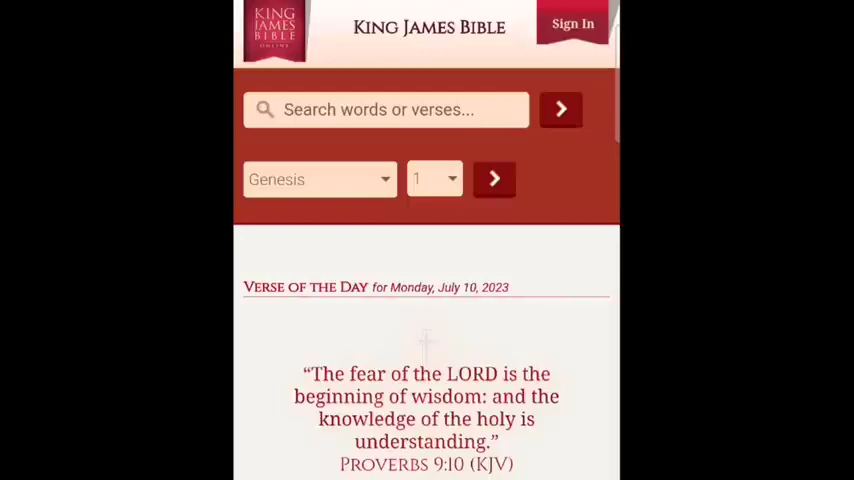 KING
JAMES
BIBLE
ONLINE
KING JAMES BIBLE
Sign In
Search words or verses...
Genesis
1
VERSE OF THE DAY for Monday, July 10, 2023
“The fear of the LORD is the
beginning of wisdom: and the
knowledge of the holy is
understanding.”
PROVERBS 9:10 (KJV)